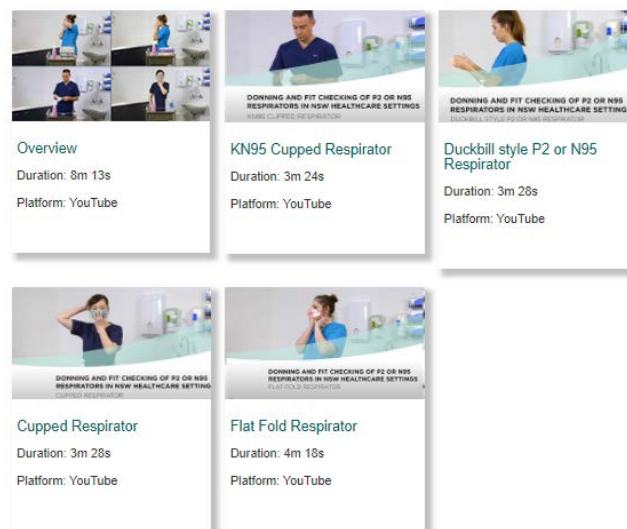 DONNING AND FIT CHECKING OF P2 OR N95
RESPIRATORS IN NSW HEALTHCARE SETTINGS
KN95 CUPPED RESPIRATOR
DONNING AND FIT CHECKING OF P2 OR N95
RESPIRATORS IN NSW HEALTHCARE SETTING
DUCKBILL STYLE P2 OR N95 RESPIRATOR
Overview
Duration: 8m 13s
Platform: YouTube
KN95 Cupped Respirator
Duration: 3m 24s
Platform: YouTube
Duckbill style P2 or N95
Respirator
Duration: 3m 28s
Platform: YouTube
DONNING AND FIT CHECKING OF P2 OR N95
RESPIRATORS IN NSW HEALTHCARE SETTING
CUPPED RESPIRATOR
DONNING AND FIT CHECKING OF P2 OR N95
RESPIRATORS IN NSW HEALTHCARE SETTINGS
FLAT FOLD RESPIRATOR
Cupped Respirator
Duration: 3m 28s
Platform: YouTube
Flat Fold Respirator
Duration: 4m 18s
Platform: YouTube